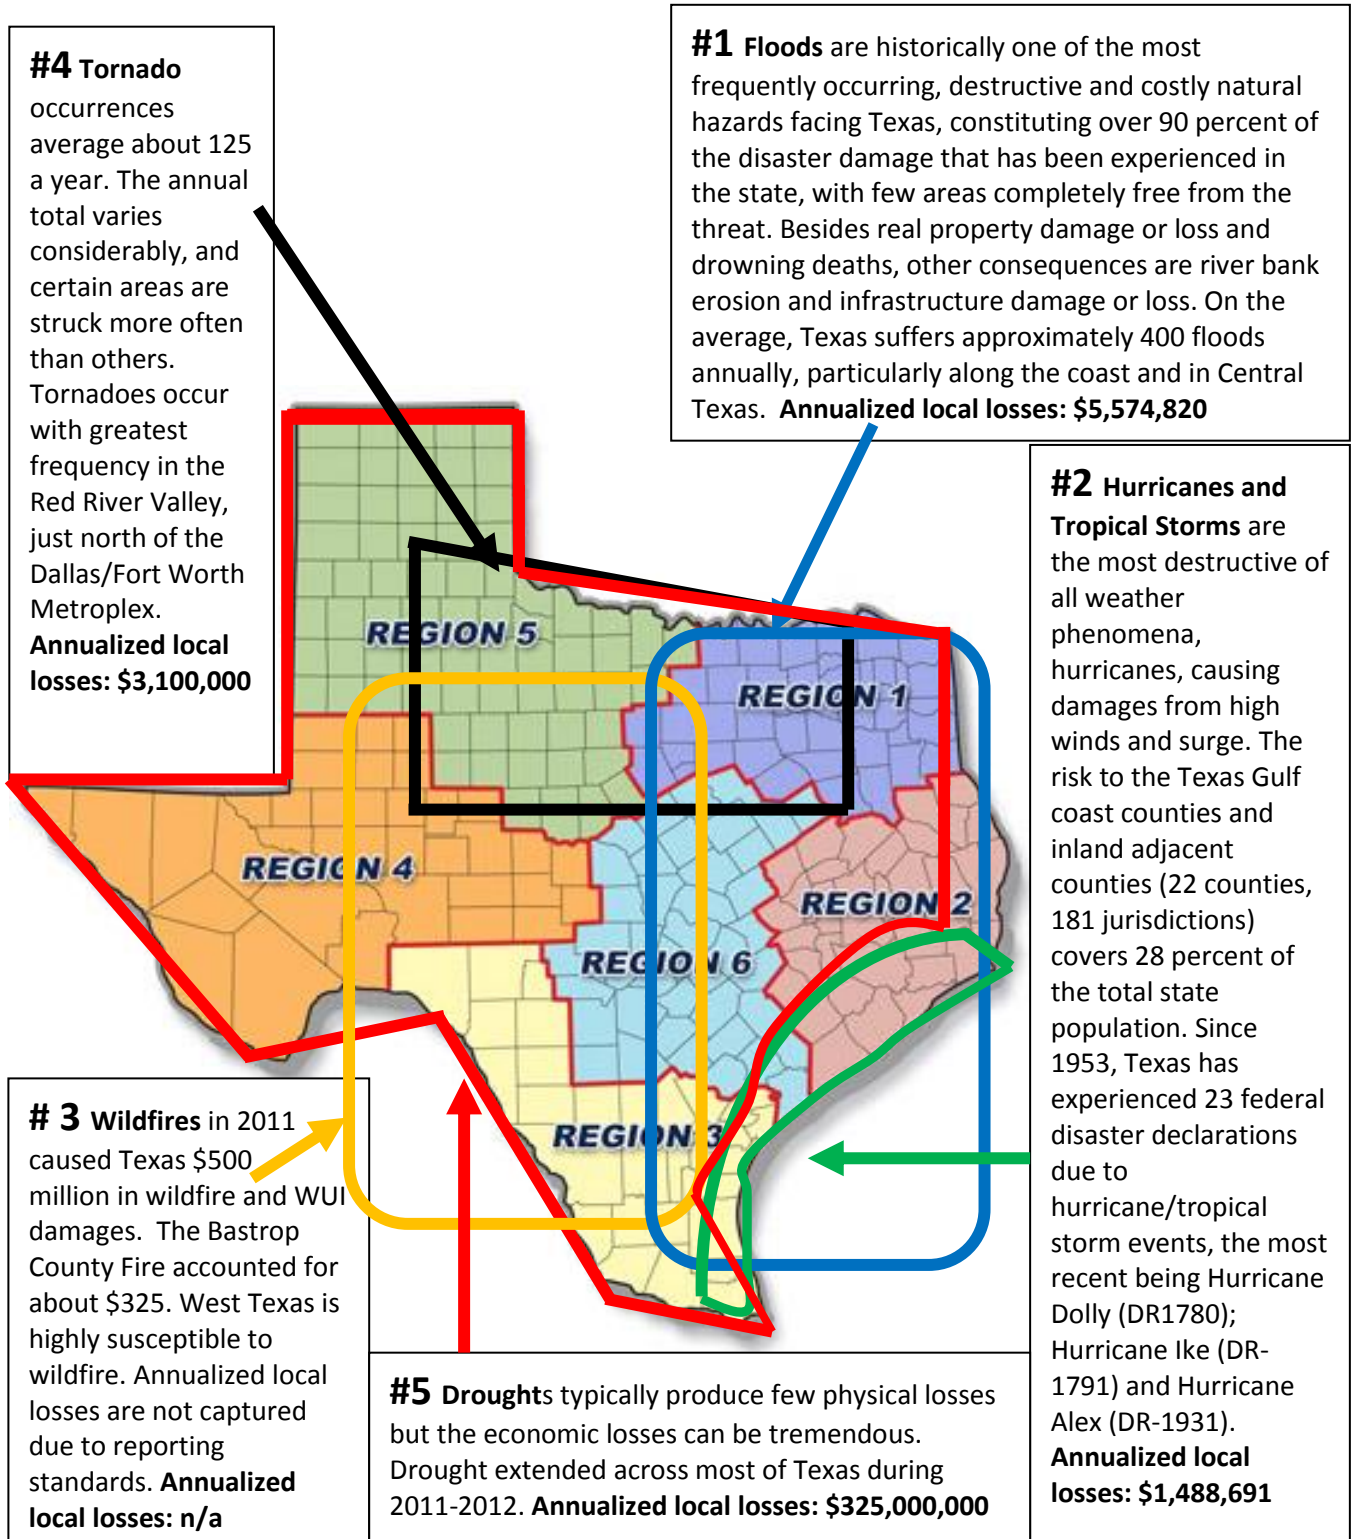 #4 Tornado
occurrences
average about 125
a year. The annual
total varies
considerably, and
certain areas are
struck more often
than others.
Tornadoes occur
with greatest
frequency in the
Red River Valley,
just north of the
Dallas/Fort Worth
Metroplex.
Annualized local
losses: $3,100,000
#1 Floods are historically one of the most
frequently occurring, destructive and costly natural
hazards facing Texas, constituting over 90 percent of
the disaster damage that has been experienced in
the state, with few areas completely free from the
threat. Besides real property damage or loss and
drowning deaths, other consequences are river bank
erosion and infrastructure damage or loss. On the
average, Texas suffers approximately 400 floods
annually, particularly along the coast and in Central
Texas. Annualized local losses: $5,574,820
#2 Hurricanes and
Tropical Storms are
the most destructive of
all weather
phenomena,
hurricanes, causing
damages from high
winds and surge. The
risk to the Texas Gulf
coast counties and
inland adjacent
counties (22 counties,
181 jurisdictions)
covers 28 percent of
the total state
population. Since
1953, Texas has
experienced 23 federal
disaster declarations
due to
hurricane/tropical
storm events, the most
recent being Hurricane
Dolly (DR1780);
Hurricane Ike (DR-
1791) and Hurricane
Alex (DR-1931).
Annualized local
losses: $1,488,691
REGION 5
REGION 1
REGION 4
REGION 2
REGION 6
REGION 3
# 3 Wildfires in 2011
caused Texas $500
million in wildfire and WUI
damages. The Bastrop
County Fire accounted for
about $325. West Texas is
highly susceptible to
wildfire. Annualized local
losses are not captured
due to reporting
standards. Annualized
local losses: n/a
#5 Droughts typically produce few physical losses
but the economic losses can be tremendous.
Drought extended across most of Texas during
2011-2012. Annualized local losses: $325,000,000